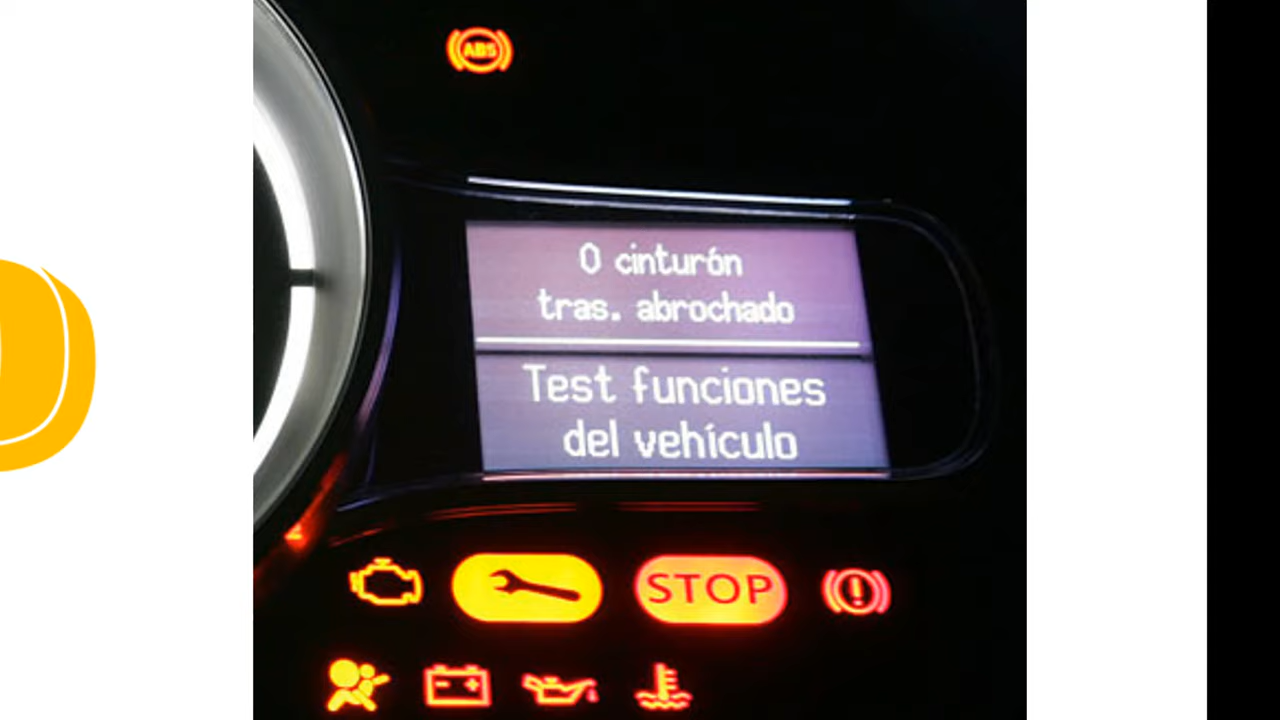 ABS
0 cinturón
tras. abrochado
Test funciones
del vehículo
STOP